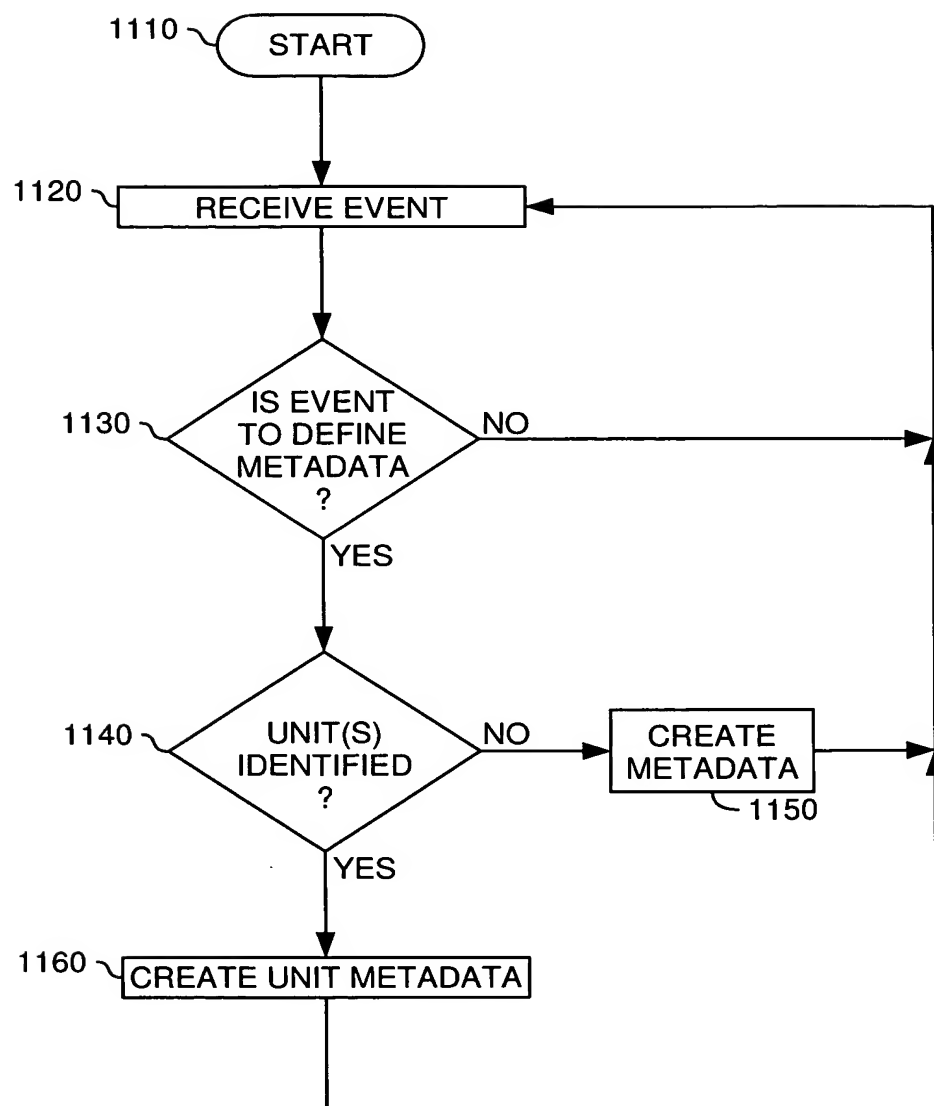 1110
START
1120
RECEIVE EVENT
1130
IS EVENT
TO DEFINE
METADATA
?
NO
YES
1140
UNIT(S)
IDENTIFIED
?
NO
CREATE
METADATA
1150
YES
1160
CREATE UNIT METADATA